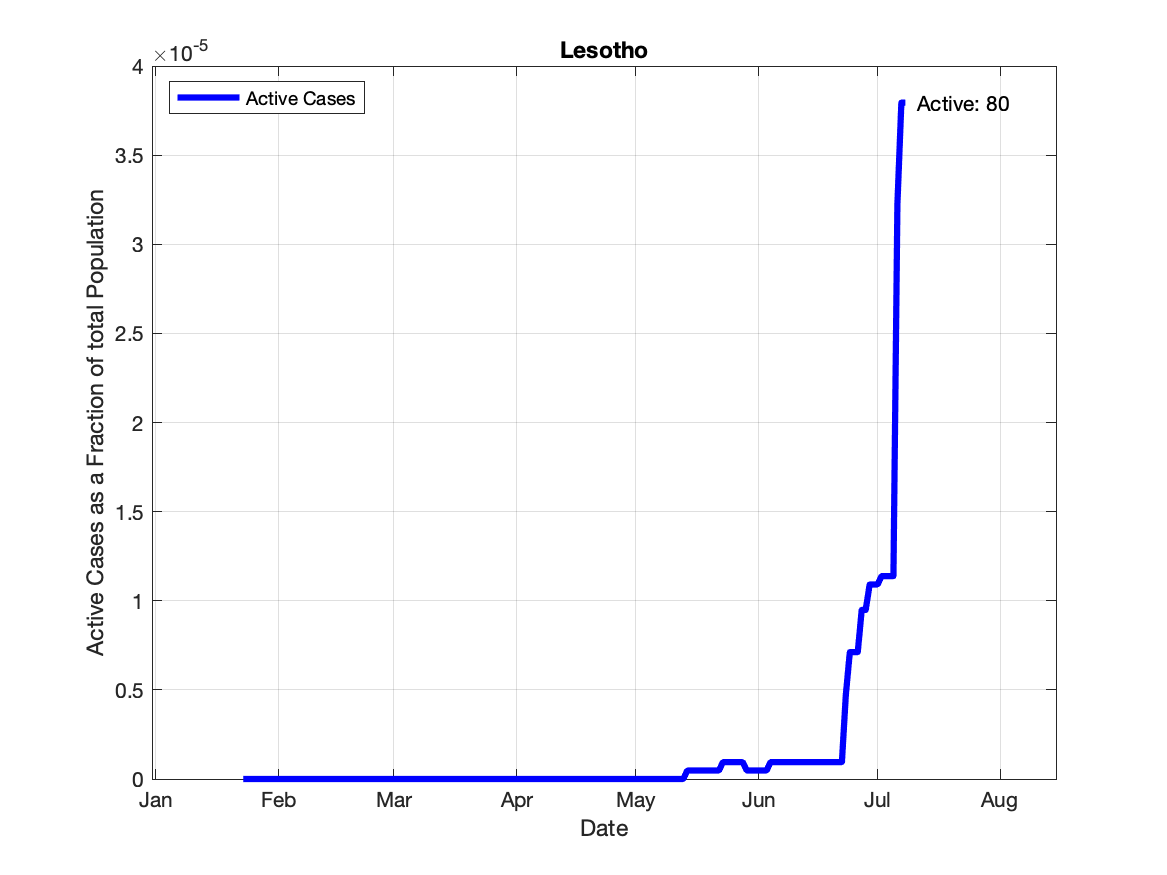 Lesotho
×10-5
Active Cases
Active: 80
Active Cases as a Fraction of total Population
4
3.5
3
2.5
2
1.5
1
0.5
0
Jan Feb Mar Apr May Jun Jul Aug
Date